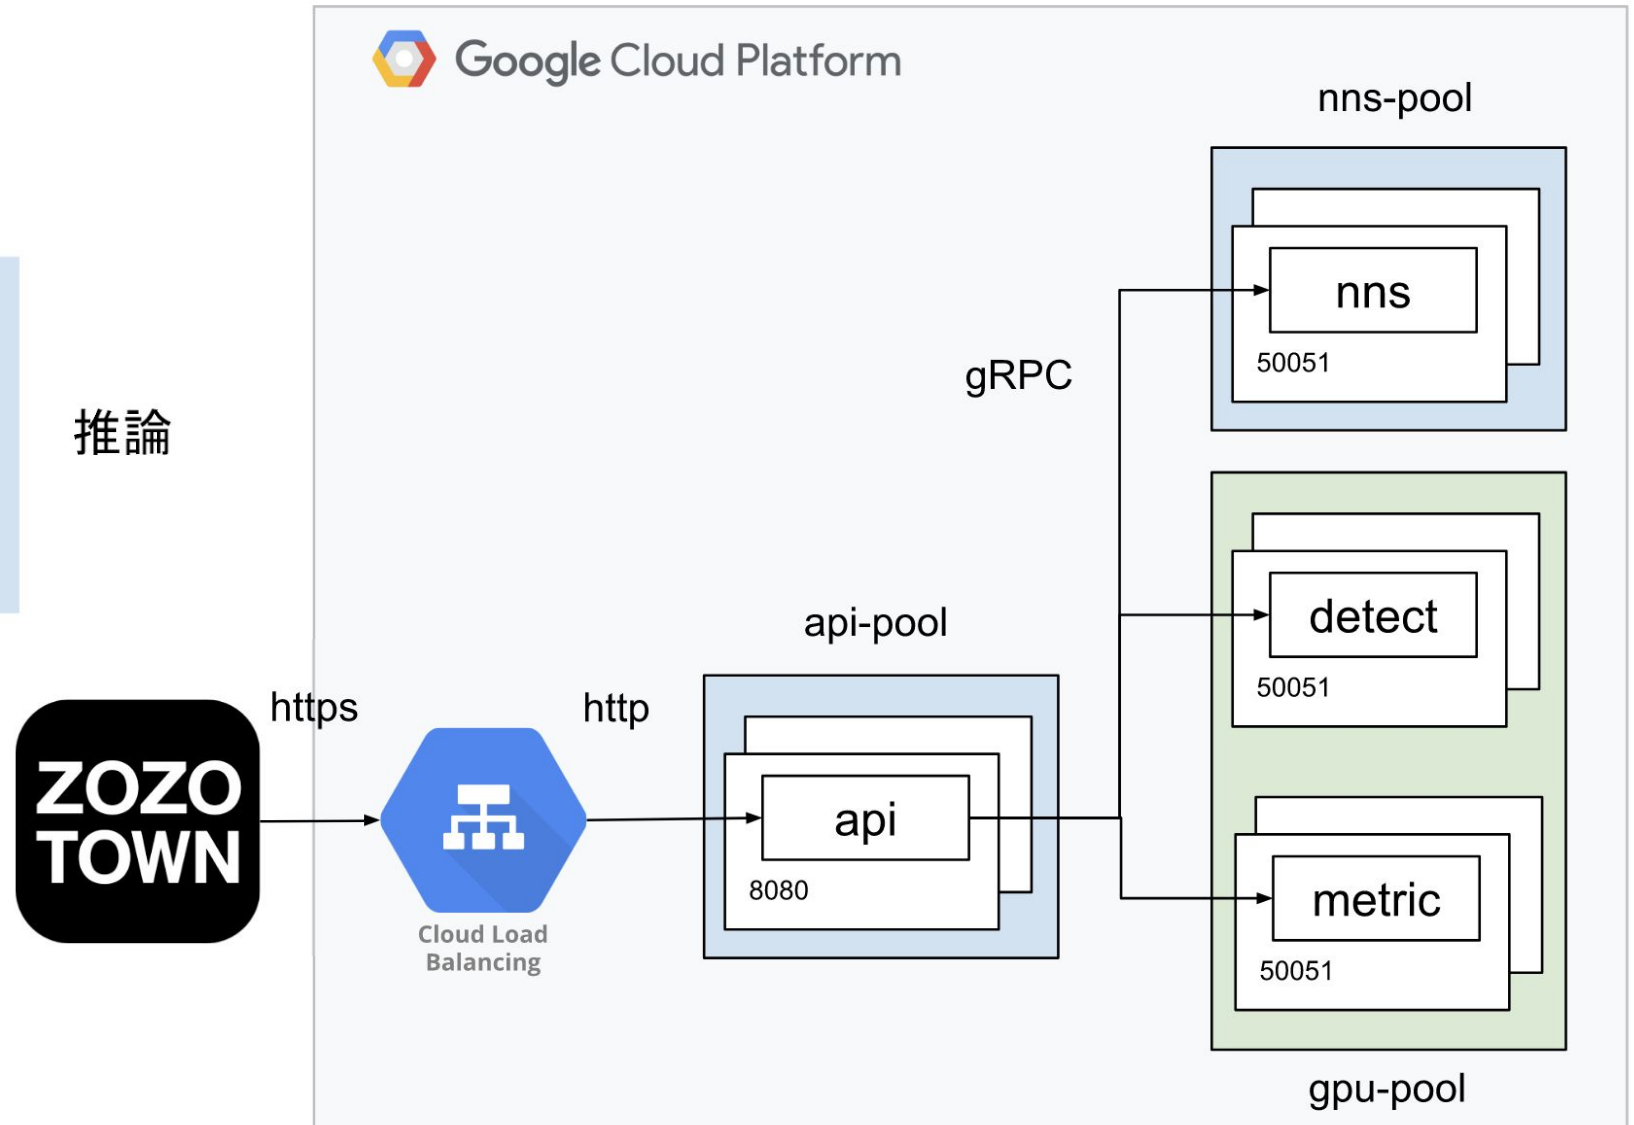 Google Cloud Platform
nns-pool
nns
50051
gRPC
推論
detect
50051
api-pool
https
http
ZOZO
TOWN
api
8080
Cloud Load
Balancing
metric
50051
gpu-pool